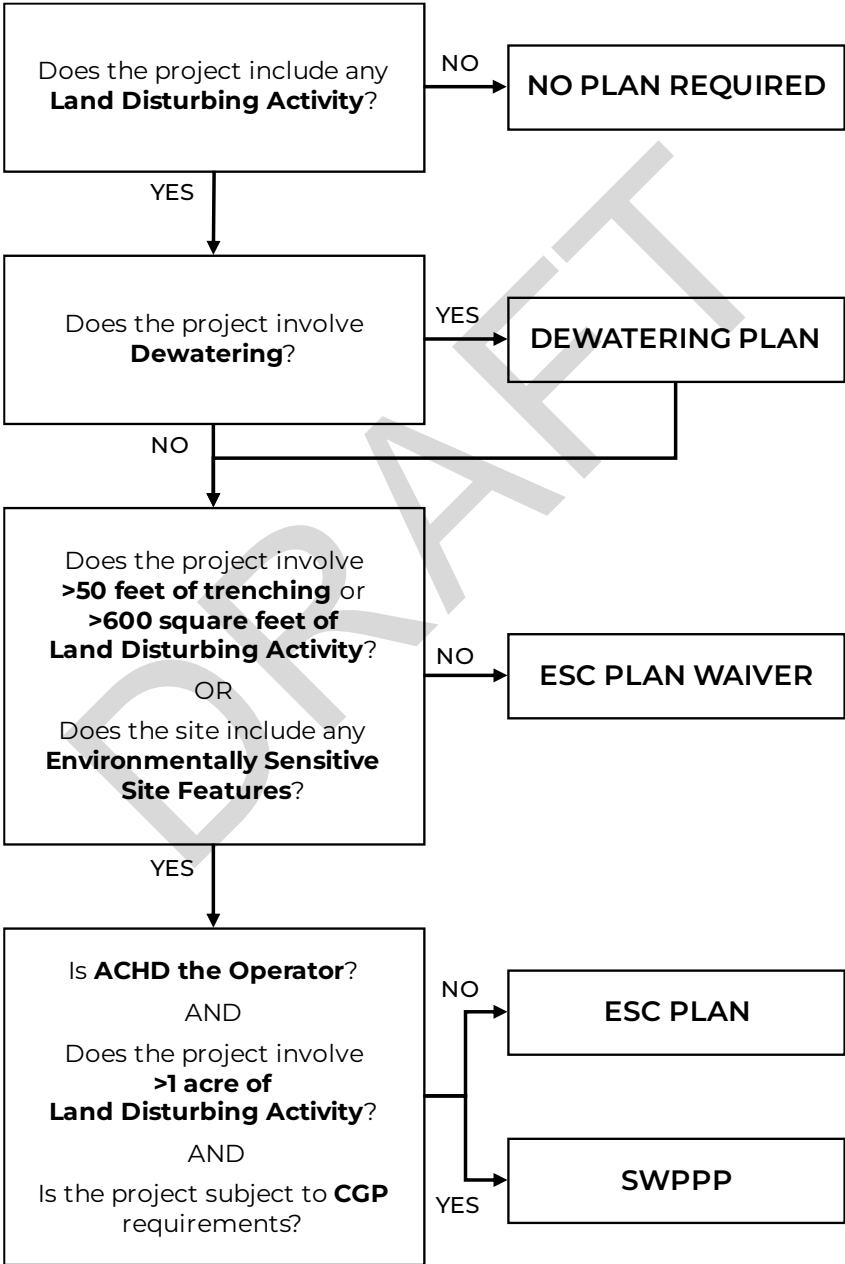 Does the project include any
Land Disturbing Activity?
NO
NO PLAN REQUIRED
YES
Does the project involve
Dewatering?
YES
DEWATERING PLAN
NO
Does the project involve
>50 feet of trenching or
>600 square feet of
Land Disturbing Activity?
OR
Does the site include any
Environmentally Sensitive
Site Features?
NO
ESC PLAN WAIVER
YES
Is ACHD the Operator?
AND
Does the project involve
>1 acre of
Land Disturbing Activity?
AND
Is the project subject to CGP
requirements?
NO
ESC PLAN
YES
SWPPP
DRAFT